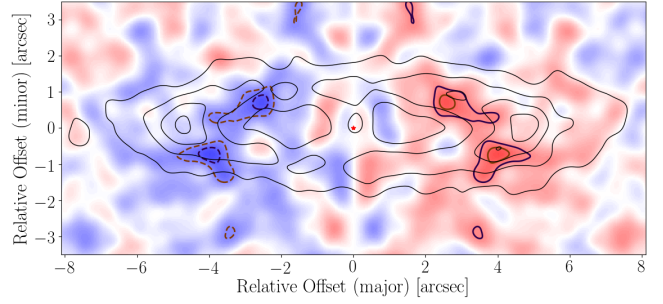 3
2
1
0
−1
−2
−3
Relative Offset (minor) [arcsec]
−8 −6 −4 −2 0 2 4 6 8
Relative Offset (major) [arcsec]